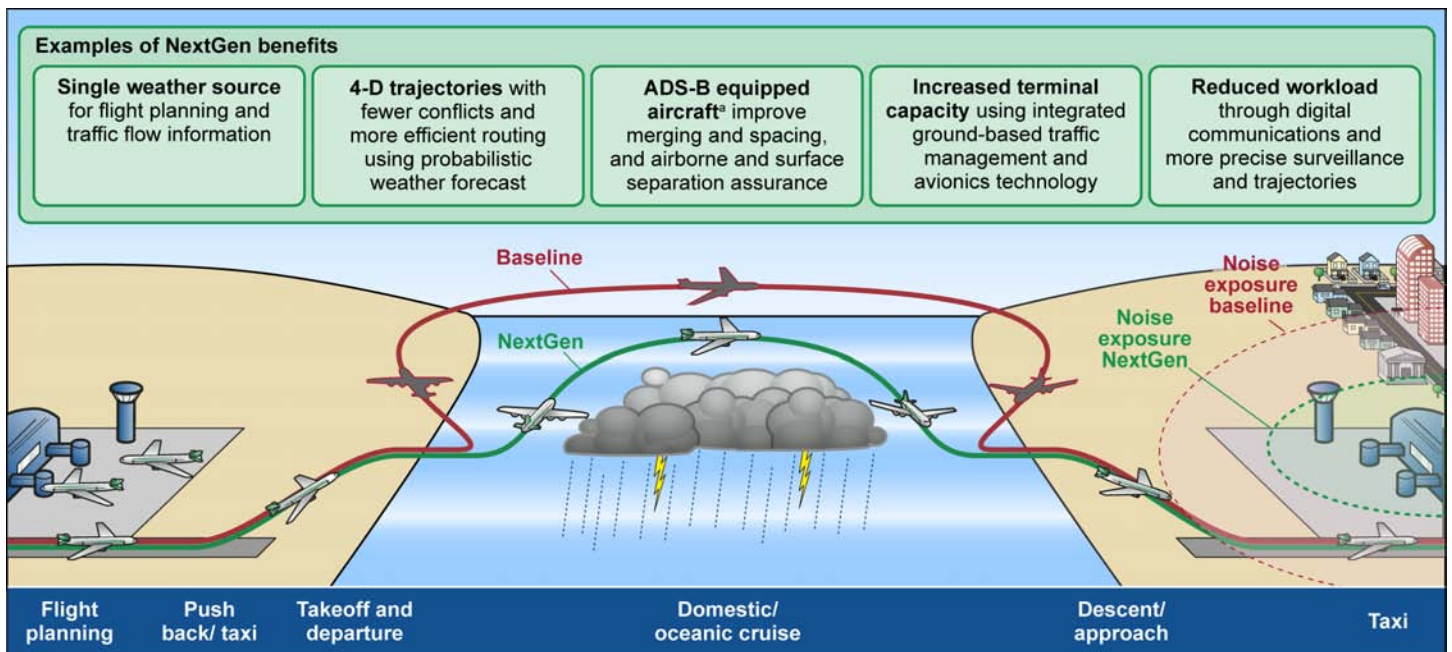 Examples of NextGen benefits
Single weather source
for flight planning and
traffic flow information
4-D trajectories with
fewer conflicts and
more efficient routing
using probabilistic
weather forecast
ADS-B equipped
aircraftᵃ improve
merging and spacing,
and airborne and surface
separation assurance
Increased terminal
capacity using integrated
ground-based traffic
management and
avionics technology
Reduced workload
through digital
communications and
more precise surveillance
and trajectories
Baseline
NextGen
Noise
exposure
baseline
Noise
exposure
NextGen
Flight
planning
Push
back/ taxi
Takeoff and
departure
Domestic/
oceanic cruise
Descent/
approach
Taxi